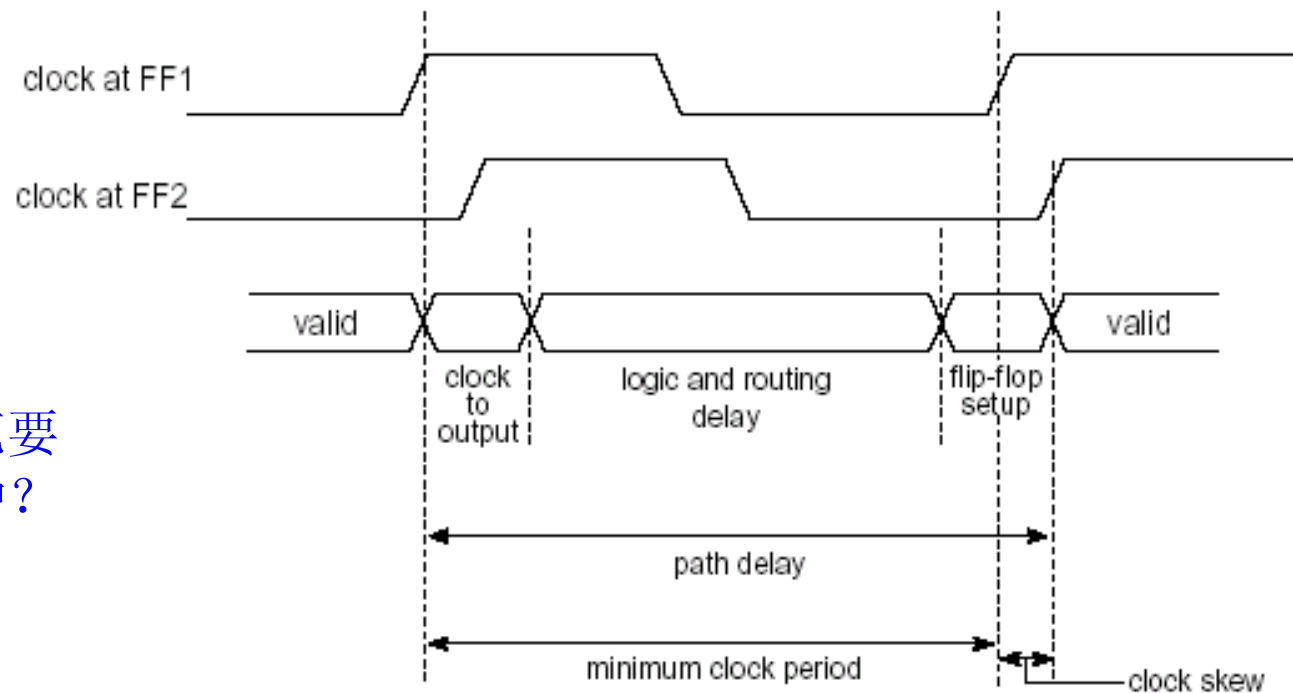 clock at FF1
clock at FF2
valid
valid
clock
to
output
logic and routing
delay
flip-flop
setup
要
?
path delay
minimum clock period
clock skew